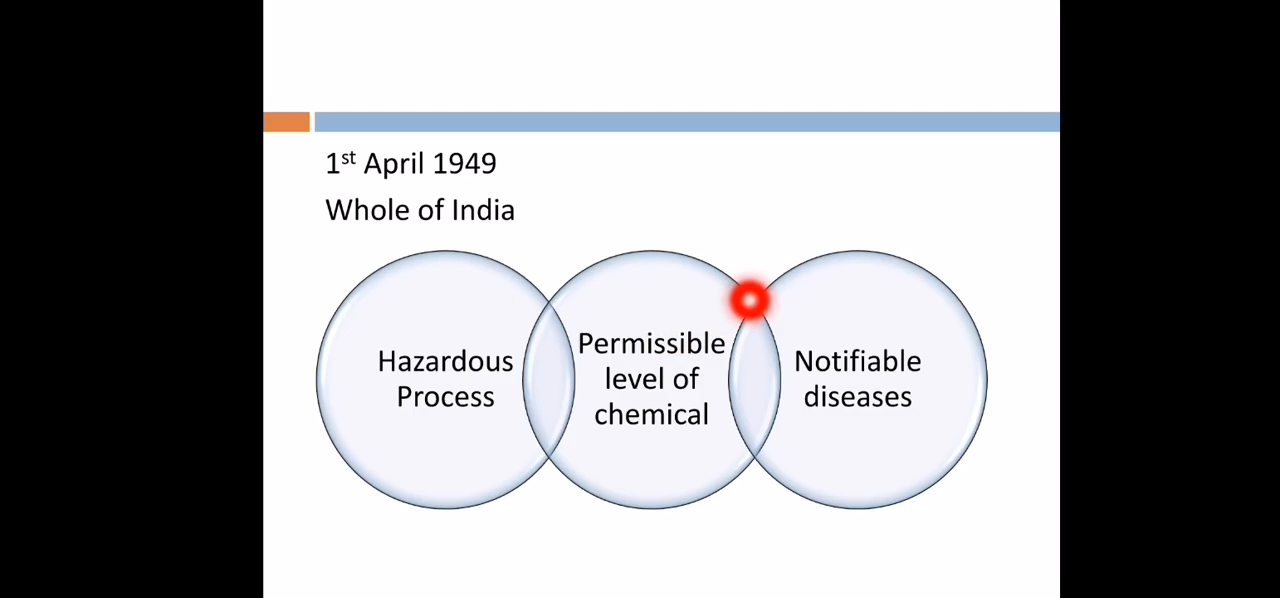 1st April 1949
Whole of India
Hazardous
Process
Permissible
level of
chemical
Notifiable
diseases